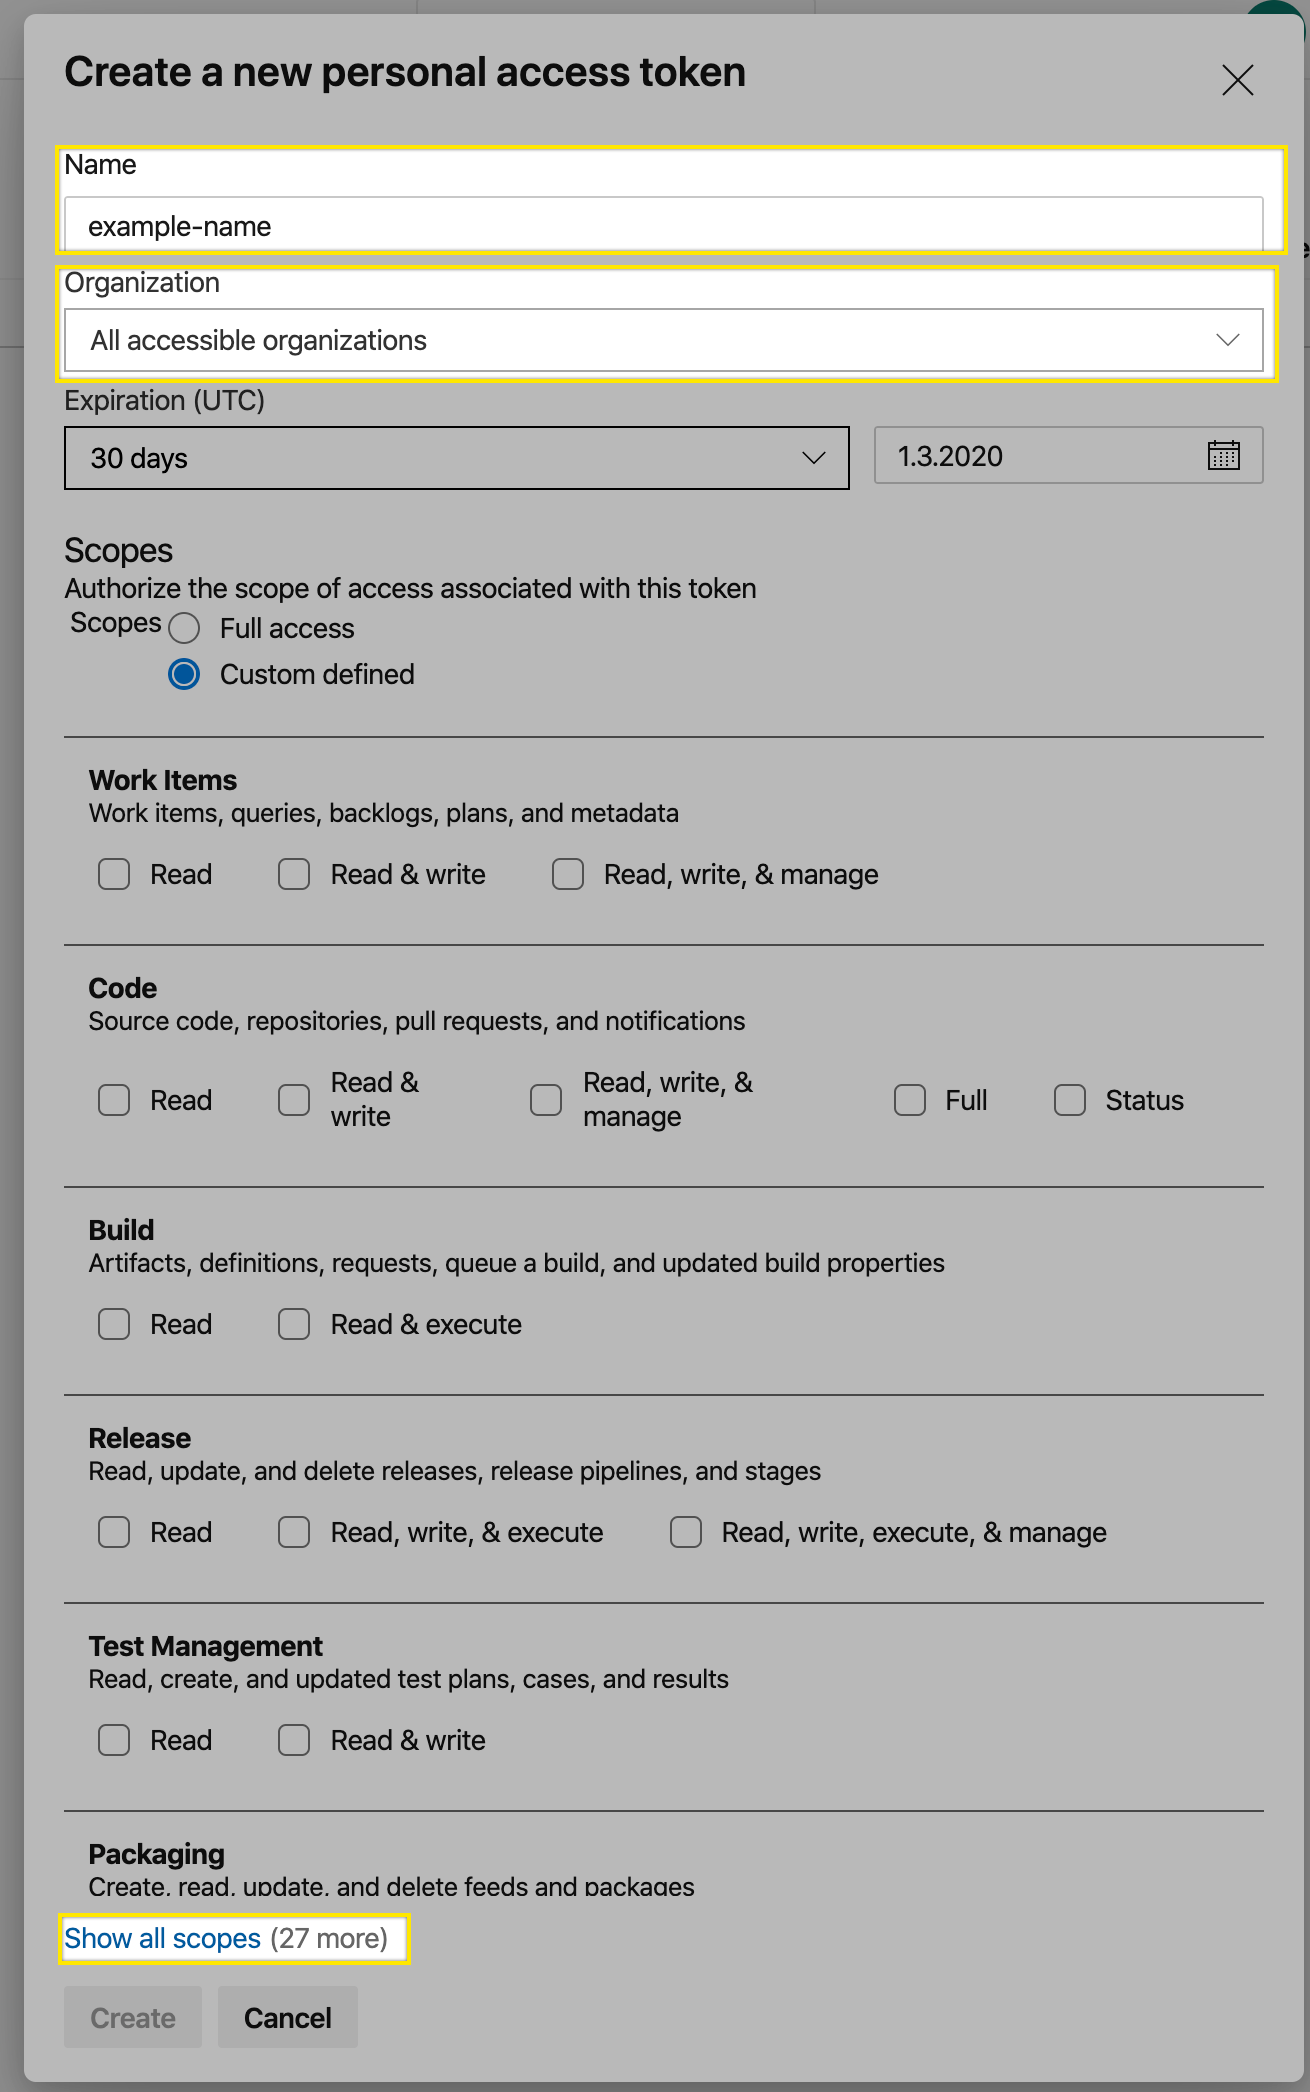 Create a new personal access token
Name
example-name
Organization
All accessible organizations
Expiration (UTC)
30 days
1.3.2020
Scopes
Authorize the scope of access associated with this token
Scopes
Full access
Custom defined
Work Items
Work items, queries, backlogs, plans, and metadata
Read Read & write Read, write, & manage
Code
Source code, repositories, pull requests, and notifications
Read Read & write Read, write, & manage Full Status
Build
Artifacts, definitions, requests, queue a build, and updated build properties
Read Read & execute
Release
Read, update, and delete releases, release pipelines, and stages
Read Read, write, & execute Read, write, execute, & manage
Test Management
Read, create, and updated test plans, cases, and results
Read Read & write
Packaging
Create, read, update, and delete feeds and packages
Show all scopes (27 more)
Create Cancel